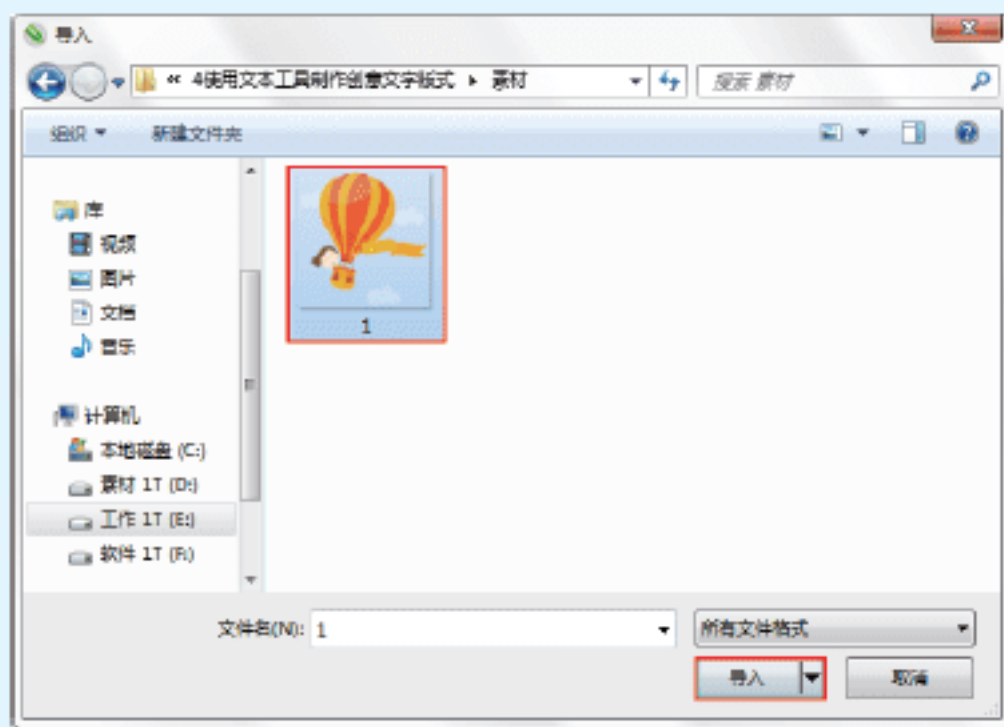 导入
« 4使用文本工具制作创意文字版式 ▸ 素材
搜索 素材
组织 新建文件夹
库
视频
图片
文档
音乐
计算机
本地磁盘 (C:)
素材 1T (D:)
工作 1T (E:)
软件 1T (F:)
1
文件名(N): 1 所有文件格式
导入 取消